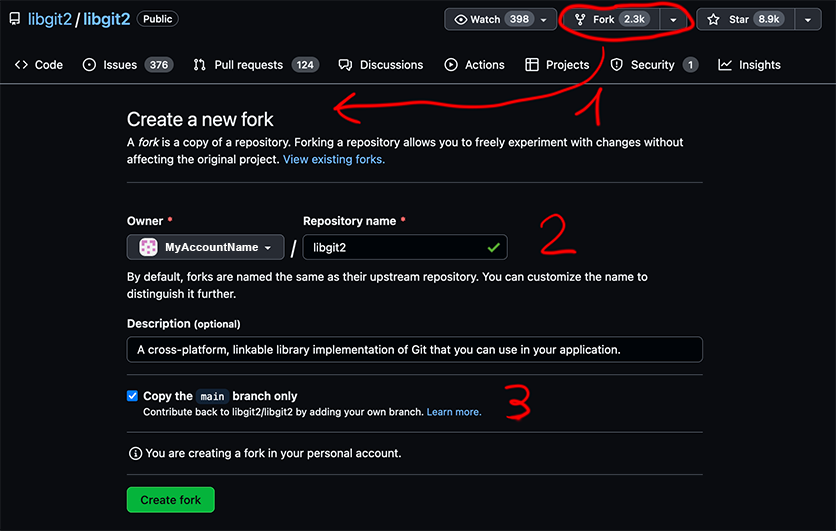 libgit2 / libgit2 Public
Watch 398 Fork 2.3k Star 8.9k
Code Issues 376 Pull requests 124 Discussions Actions Projects Security 1 Insights
1
Create a new fork
A fork is a copy of a repository. Forking a repository allows you to freely experiment with changes without
affecting the original project. View existing forks.
Owner * Repository name *
MyAccountName / libgit2
2
By default, forks are named the same as their upstream repository. You can customize the name to
distinguish it further.
Description (optional)
A cross-platform, linkable library implementation of Git that you can use in your application.
Copy the main branch only
3
Contribute back to libgit2/libgit2 by adding your own branch. Learn more.
You are creating a fork in your personal account.
Create fork